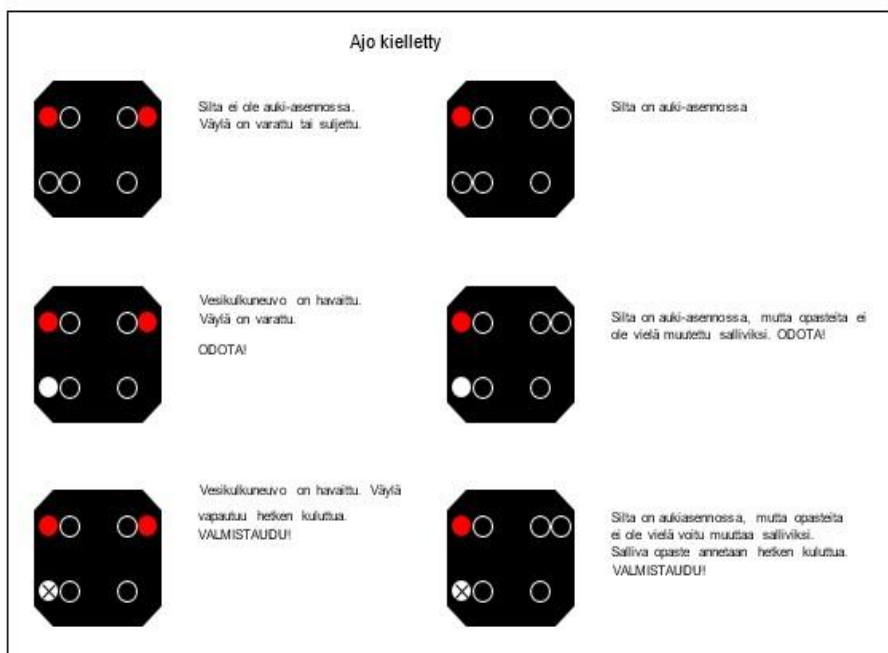 Ajo kielletty
Silta ei ole auki-asennossa.
Väylä on varattu tai suljettu.
Silta on auki-asennossa
Vesikulkuneuvo on havaittu.
Väylä on varattu.
ODOTA!
Silta on auki-asennossa, mutta opasteita ei
ole vielä muutettu salliviksi. ODOTA!
Vesikulkuneuvo on havaittu. Väylä
vapautuu hetken kuluttua.
VALMISTAUDU!
Silta on aukiasennossa, mutta opasteita
ei ole vielä voitu muuttaa salliviksi.
Salliva opaste annetaan hetken kuluttua.
VALMISTAUDU!